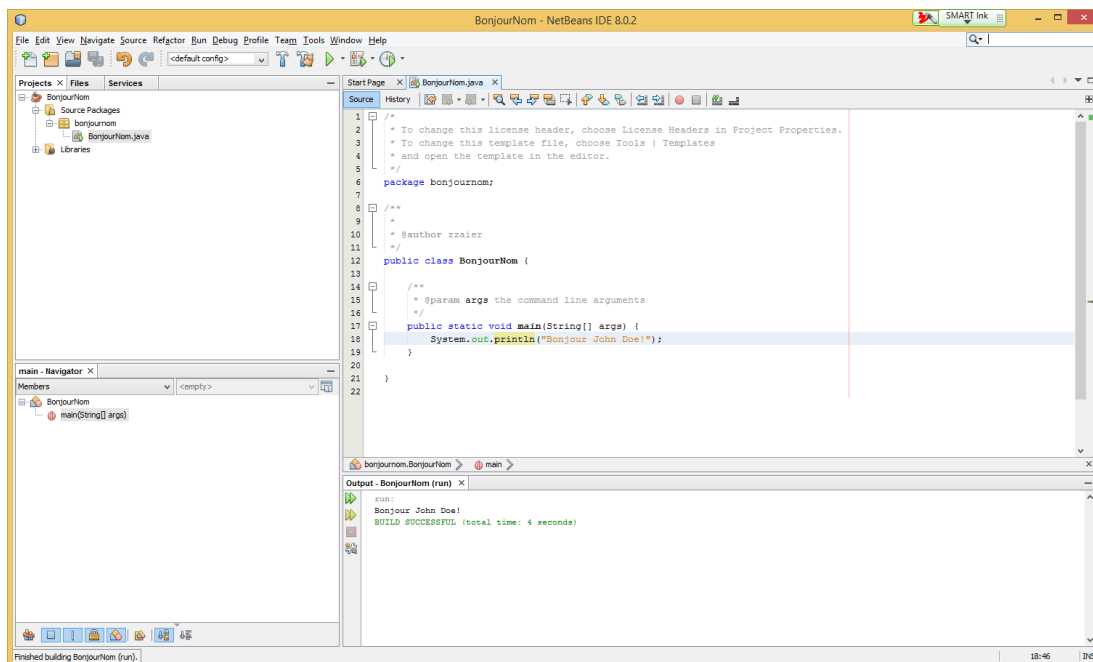 BonjourNom - NetBeans IDE 8.0.2
SMART Ink
File Edit View Navigate Source Refactor Run Debug Profile Team Tools Window Help
<default config>
Projects Files Services
BonjourNom
Source Packages
bonjournom
BonjourNom.java
Libraries
Start Page BonjourNom.java
Source History
1 /*
2 * To change this license header, choose License Headers in Project Properties.
3 * To change this template file, choose Tools | Templates
4 * and open the template in the editor.
5 */
6 package bonjournom;
7
8 /**
9 *
10 * @author zzaier
11 */
12 public class BonjourNom {
13
14 /**
15 * @param args the command line arguments
16 */
17 public static void main(String[] args) {
18 System.out.println("Bonjour John Doe!");
19 }
20
21 }
22
main - Navigator
Members <empty>
BonjourNom
main(String[] args)
bonjournom.BonjourNom main
Output - BonjourNom (run)
run:
Bonjour John Doe!
BUILD SUCCESSFUL (total time: 4 seconds)
Finished building BonjourNom (run).
18:46 INS